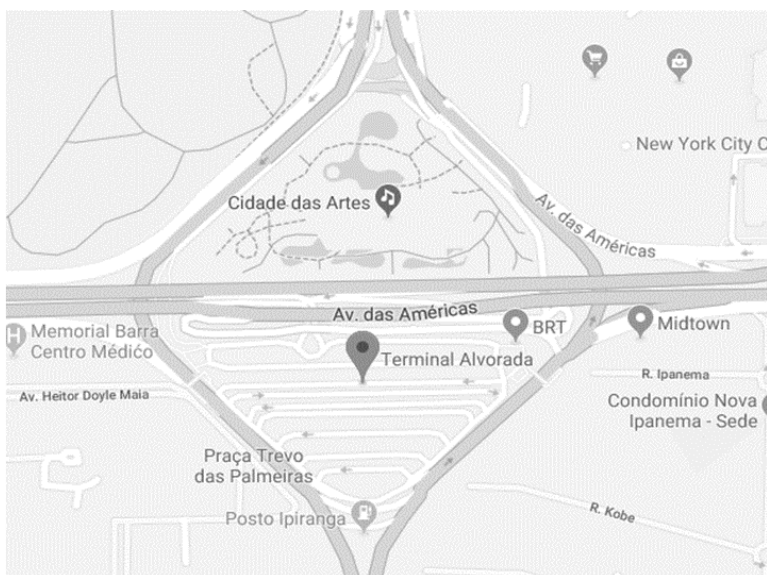 New York City C
Cidade das Artes
Av. das Américas
Av. das Américas
BRT
Midtown
Memorial Barra
Centro Médico
Terminal Alvorada
R. Ipanema
Av. Heitor Doyle Maia
Condomínio Nova
Ipanema - Sede
Praça Trevo
das Palmeiras
Posto Ipiranga
R. Kobe
H